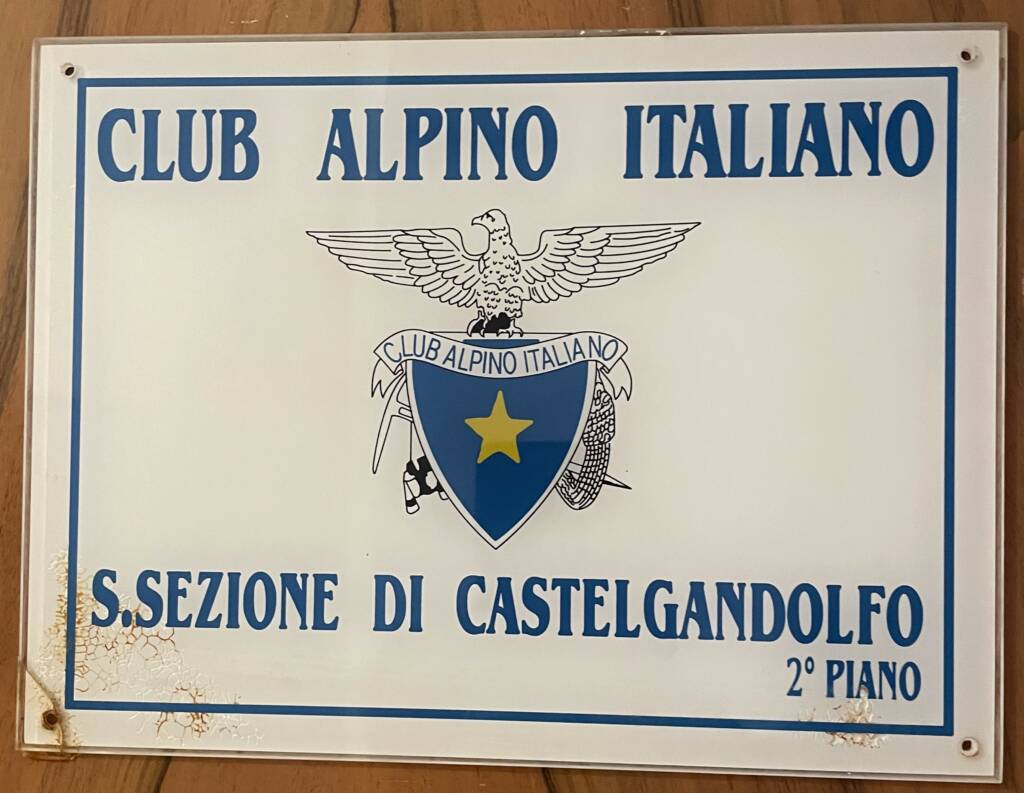 CLUB ALPINO ITALIANO
CLUB ALPINO ITALIANO
S.SEZIONE DI CASTELGANDOLFO
2° PIANO